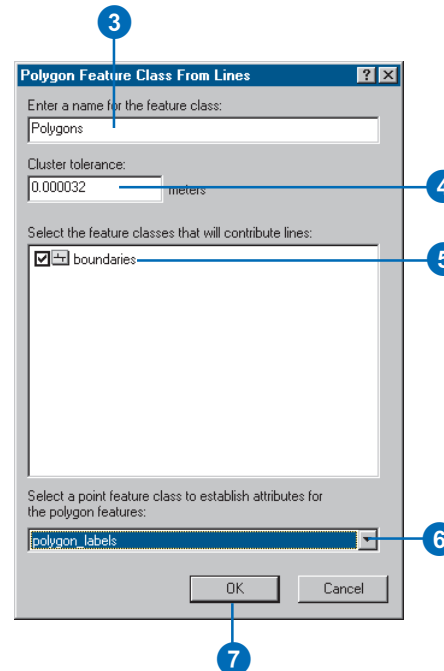 3
Polygon Feature Class From Lines
Enter a name for the feature class:
Polygons
Cluster tolerance:
0.000032 meters
4
Select the feature classes that will contribute lines:
boundaries
5
Select a point feature class to establish attributes for
the polygon features:
polygon_labels
6
OK Cancel
7